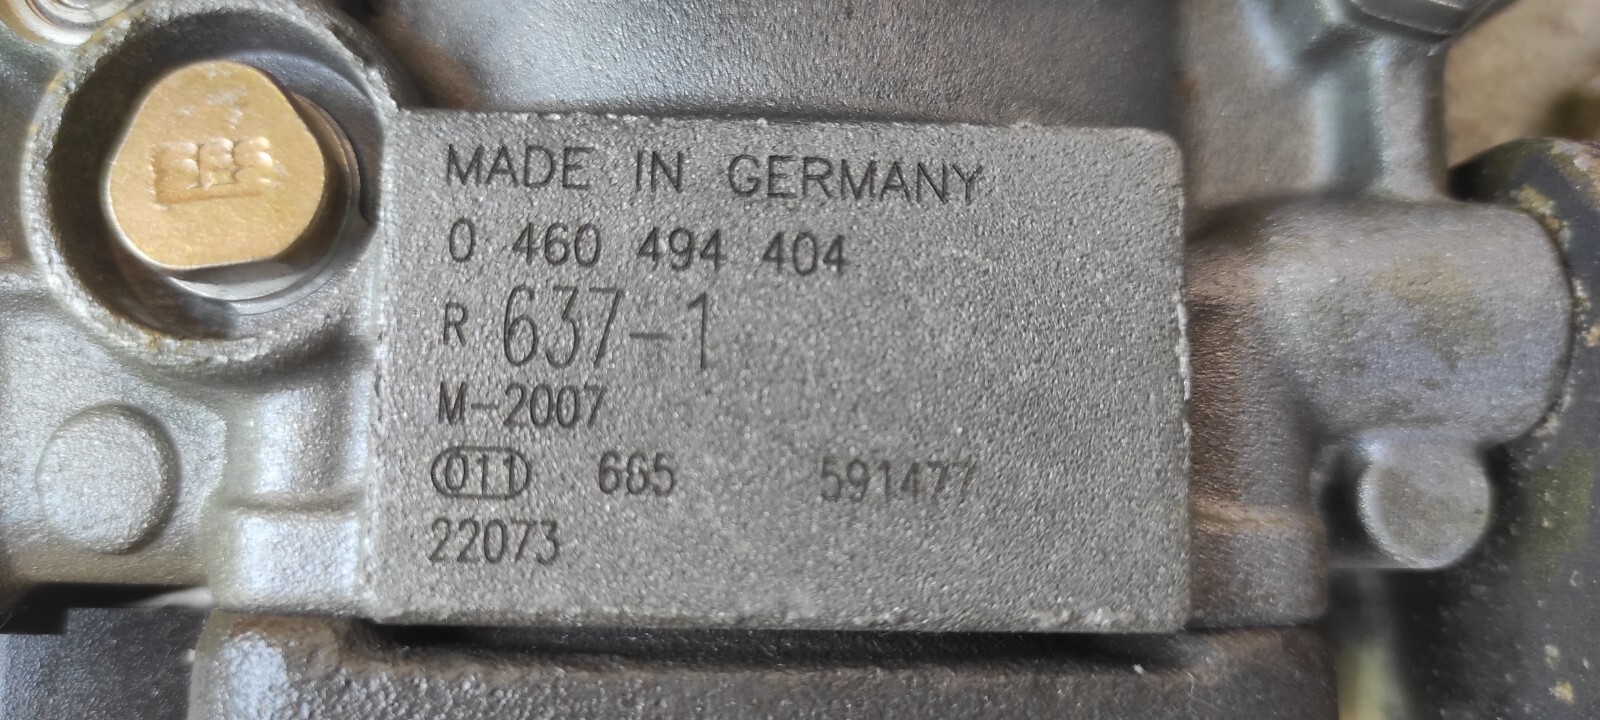 MADE IN GERMANY
0 460 494 404
R 637-1
M-2007
011 665 591477
22073